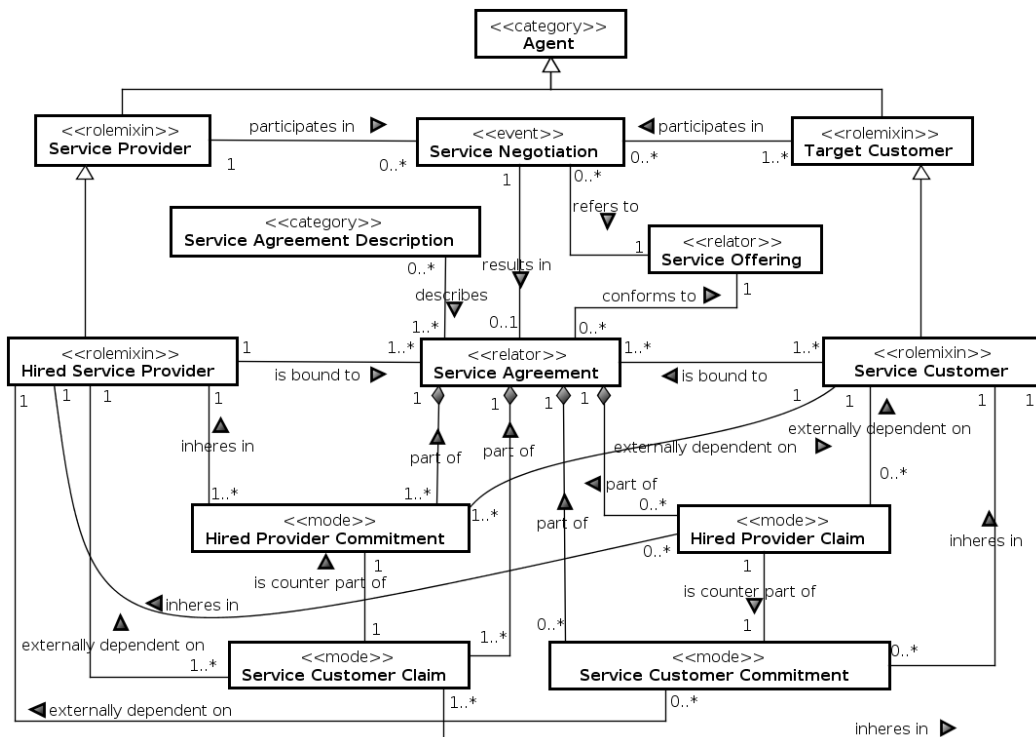 <<category>>
Agent
<<rolemixin>>
Service Provider
participates in
1
0..*
<<event>>
Service Negotiation
participates in
0..*
1..*
<<rolemixin>>
Target Customer
1
0..*
refers to
1
<<category>>
Service Agreement Description
0..*
describes
1..*
results in
0..1
<<relator>>
Service Offering
1
conforms to
0..*
<<rolemixin>>
Hired Service Provider
1
1..*
is bound to
<<relator>>
Service Agreement
1..*
1..*
is bound to
<<rolemixin>>
Service Customer
1
1
1
1
1
1
1
1
1
1
1
1
inheres in
part of
part of
externally dependent on
externally dependent on
part of
part of
1..*
1..*
1..*
0..*
0..*
inheres in
<<mode>>
Hired Provider Commitment
<<mode>>
Hired Provider Claim
0..*
is counter part of
1
1
is counter part of
1
1
inheres in
externally dependent on
1..*
1..*
0..*
0..*
<<mode>>
Service Customer Claim
<<mode>>
Service Customer Commitment
externally dependent on
1..*
0..*
inheres in